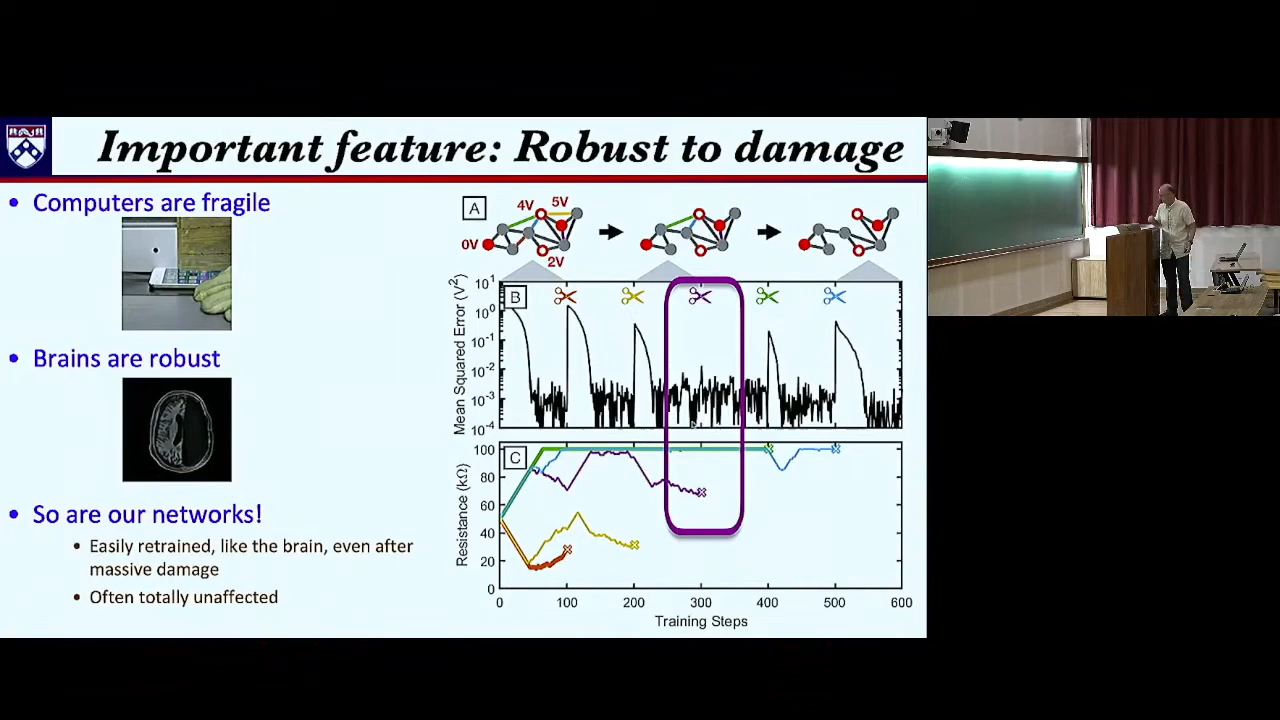 Important feature: Robust to damage
• Computers are fragile
• Brains are robust
• So are our networks!
• Easily retrained, like the brain, even after
massive damage
• Often totally unaffected
A
4V
5V
0V
2V
B
Mean Squared Error (V²)
10¹
10⁰
10⁻¹
10⁻²
10⁻³
10⁻⁴
C
Resistance (kΩ)
100
80
60
40
20
0
0 100 200 300 400 500 600
Training Steps